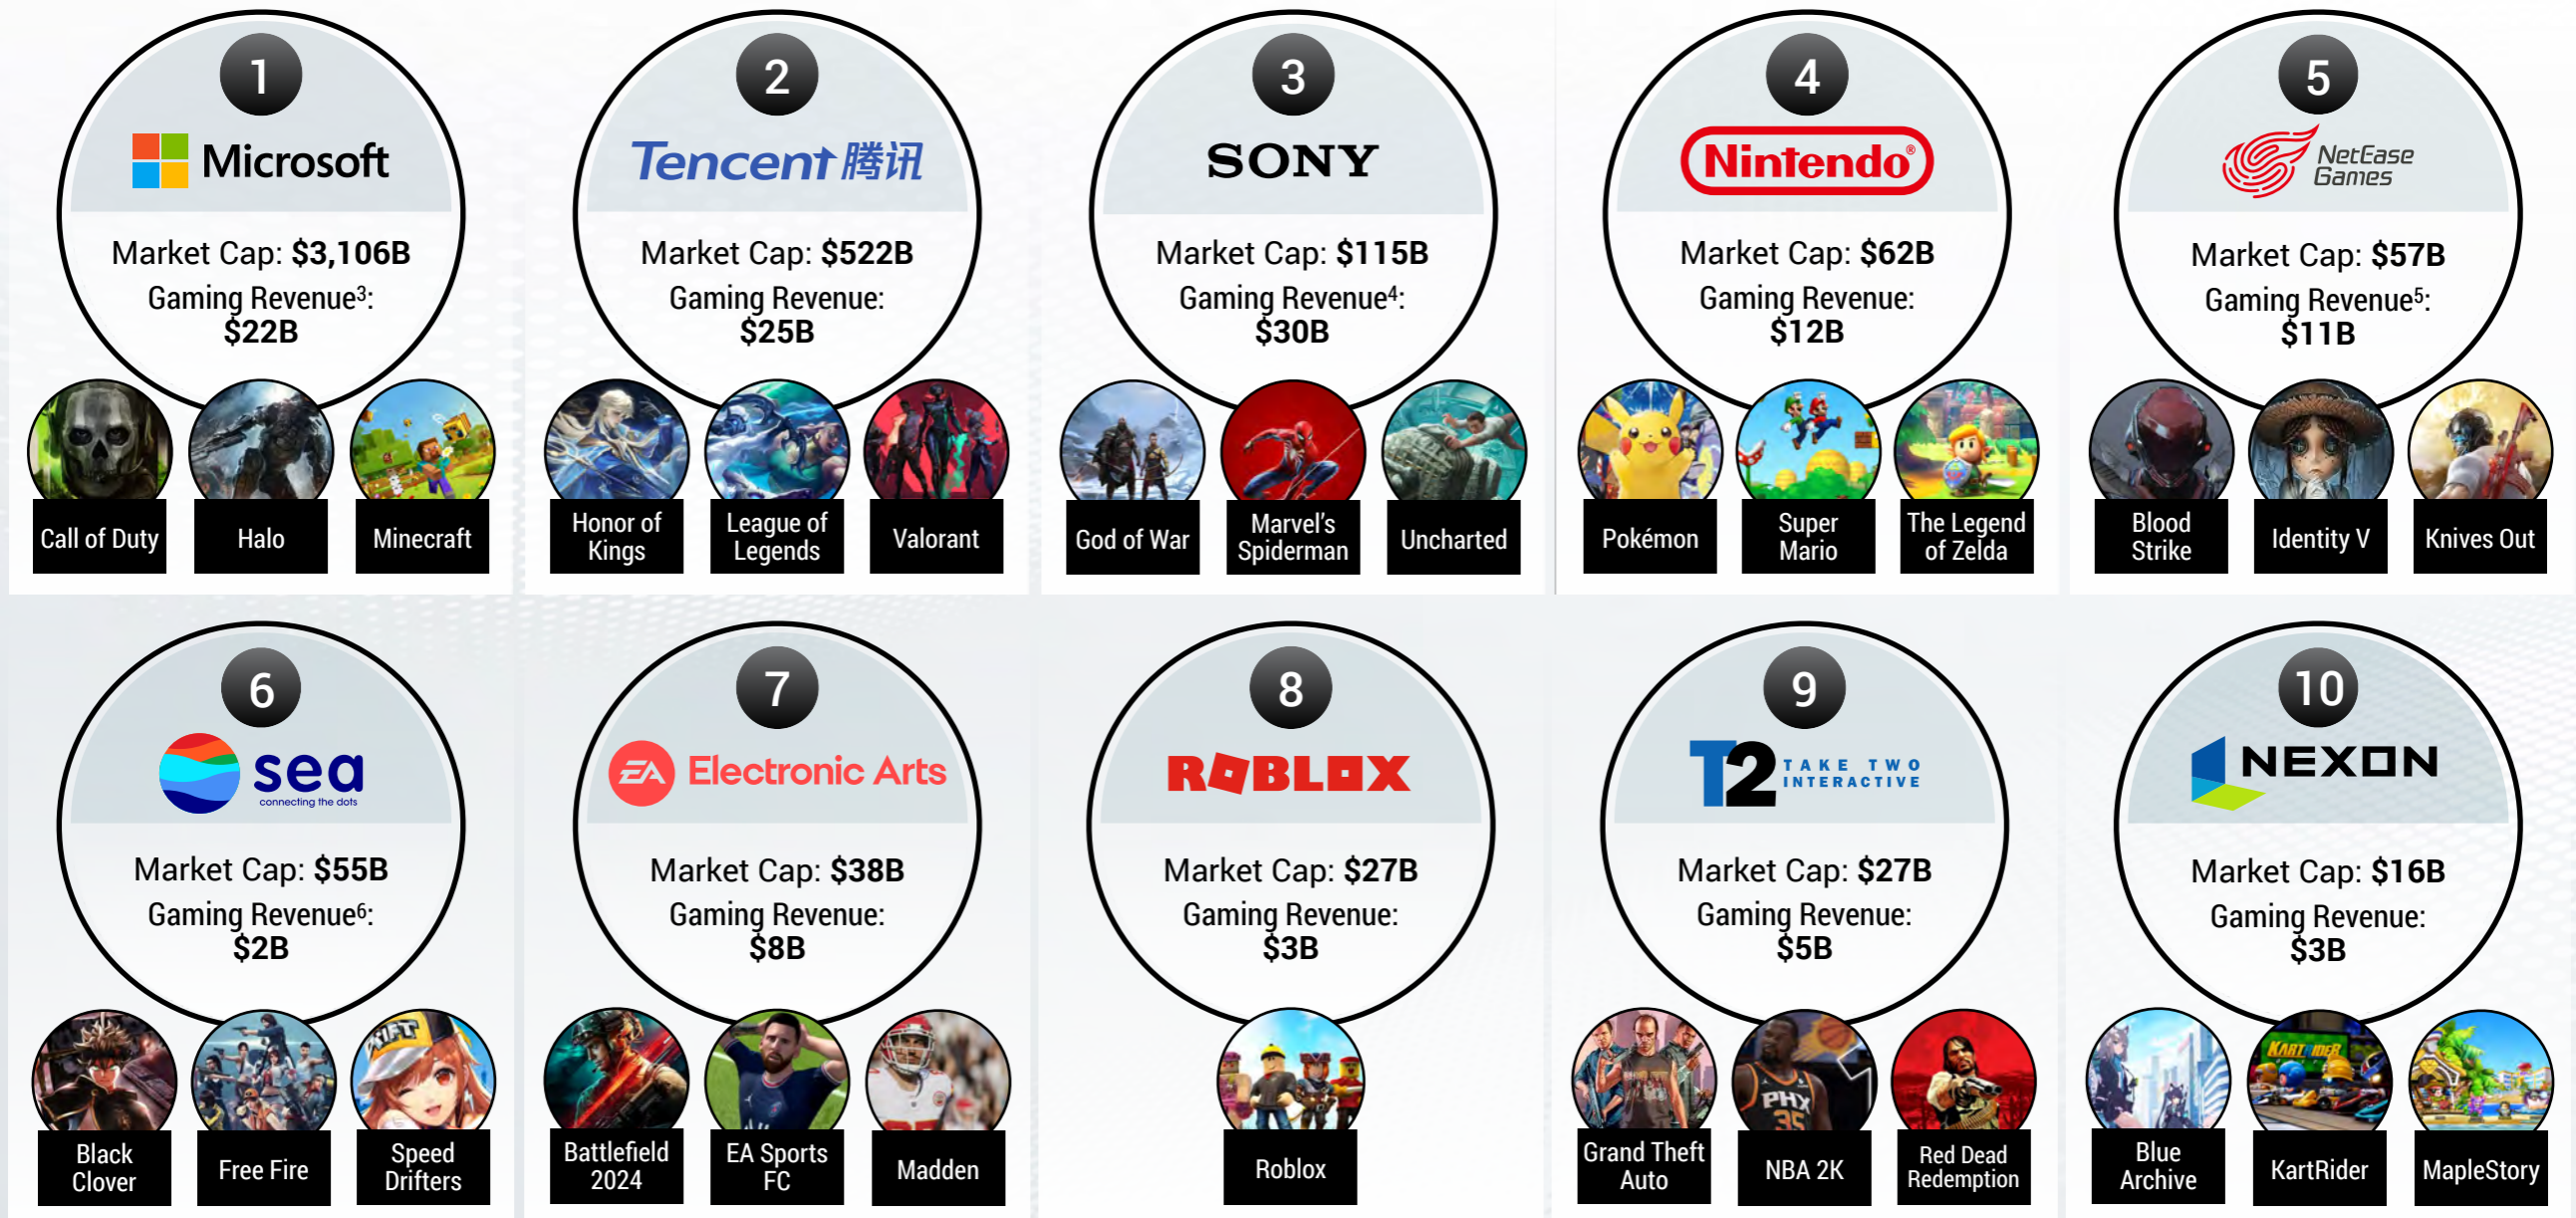 1
Microsoft
Market Cap: $3,106B
Gaming Revenue³:
$22B
Call of Duty
Halo
Minecraft
2
Tencent 腾讯
Market Cap: $522B
Gaming Revenue:
$25B
Honor of
Kings
League of
Legends
Valorant
3
SONY
Market Cap: $115B
Gaming Revenue⁴:
$30B
God of War
Marvel's
Spiderman
Uncharted
4
Nintendo®
Market Cap: $62B
Gaming Revenue:
$12B
Pokémon
Super
Mario
The Legend
of Zelda
5
NetEase
Games
Market Cap: $57B
Gaming Revenue⁵:
$11B
Blood
Strike
Identity V
Knives Out
6
sea
connecting the dots
Market Cap: $55B
Gaming Revenue⁶:
$2B
Black
Clover
Free Fire
Speed
Drifters
7
EA Electronic Arts
Market Cap: $38B
Gaming Revenue:
$8B
Battlefield
2024
EA Sports
FC
Madden
8
ROBLOX
Market Cap: $27B
Gaming Revenue:
$3B
Roblox
9
T2 TAKE TWO
INTERACTIVE
Market Cap: $27B
Gaming Revenue:
$5B
Grand Theft
Auto
PHX
35
NBA 2K
Red Dead
Redemption
10
NEXON
Market Cap: $16B
Gaming Revenue:
$3B
Blue
Archive
KARTRIDER
KartRider
MapleStory